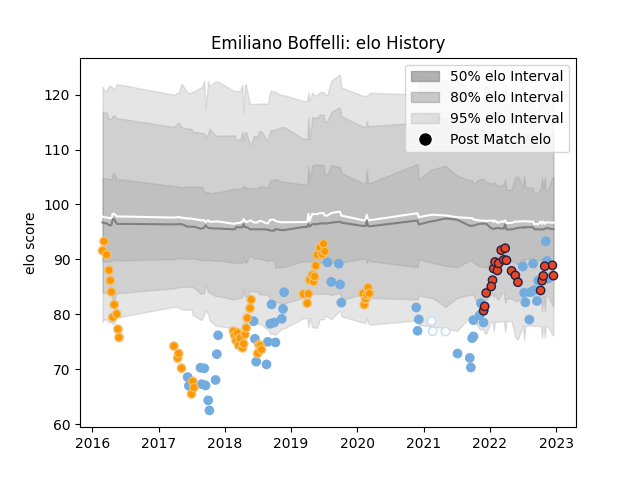 Emiliano Boffelli: elo History
50% elo Interval
80% elo Interval
95% elo Interval
Post Match elo
elo score
120
110
100
90
80
70
60
2016 2017 2018 2019 2020 2021 2022 2023